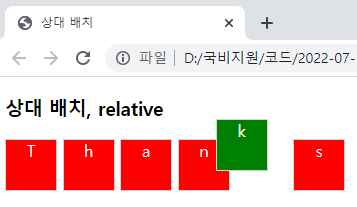 상대 배치
파일 | D:/국비지원/코드/2022-07-
상대 배치, relative
T h a n k s